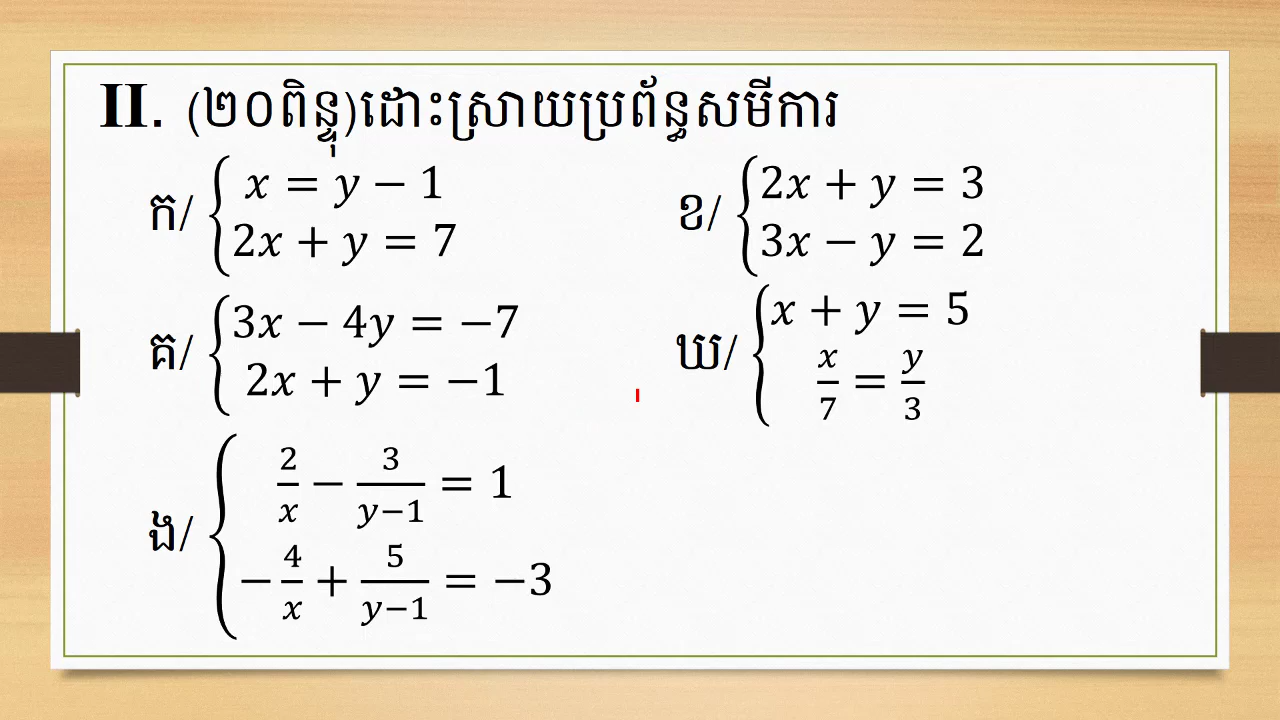 II. (២០ពិន្ទុ)ដោះស្រាយប្រព័ន្ធសមីការ
ក/ { x = y − 1
2x + y = 7
ខ/ { 2x + y = 3
3x − y = 2
គ/ { 3x − 4y = −7
2x + y = −1
ឃ/ { x + y = 5
x/7 = y/3
ង/ { 2/x − 3/(y−1) = 1
−4/x + 5/(y−1) = −3